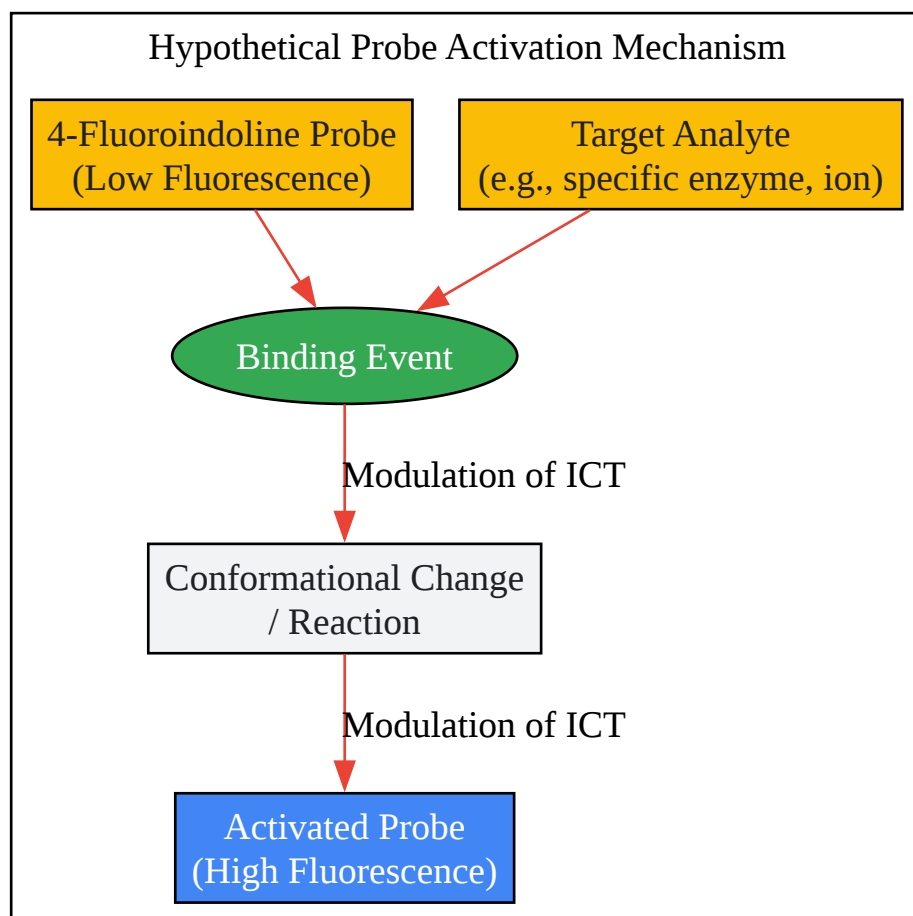 Hypothetical Probe Activation Mechanism
4-Fluoroindoline Probe
(Low Fluorescence)
Target Analyte
(e.g., specific enzyme, ion)
Binding Event
Modulation of ICT
Conformational Change
/ Reaction
Modulation of ICT
Activated Probe
(High Fluorescence)